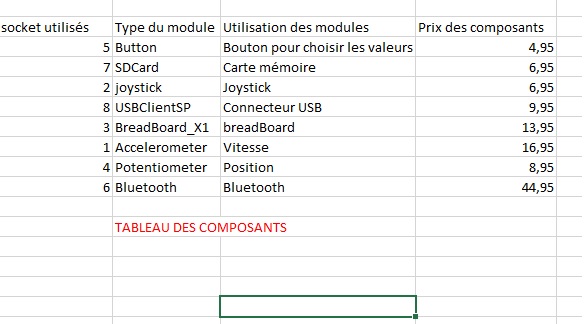 socket utilisés Type du module Utilisation des modules Prix des composants
5 Button Bouton pour choisir les valeurs 4,95
7 SDCard Carte mémoire 6,95
2 joystick Joystick 6,95
8 USBClientSP Connecteur USB 9,95
3 BreadBoard_X1 breadBoard 13,95
1 Accelerometer Vitesse 16,95
4 Potentiometer Position 8,95
6 Bluetooth Bluetooth 44,95
TABLEAU DES COMPOSANTS